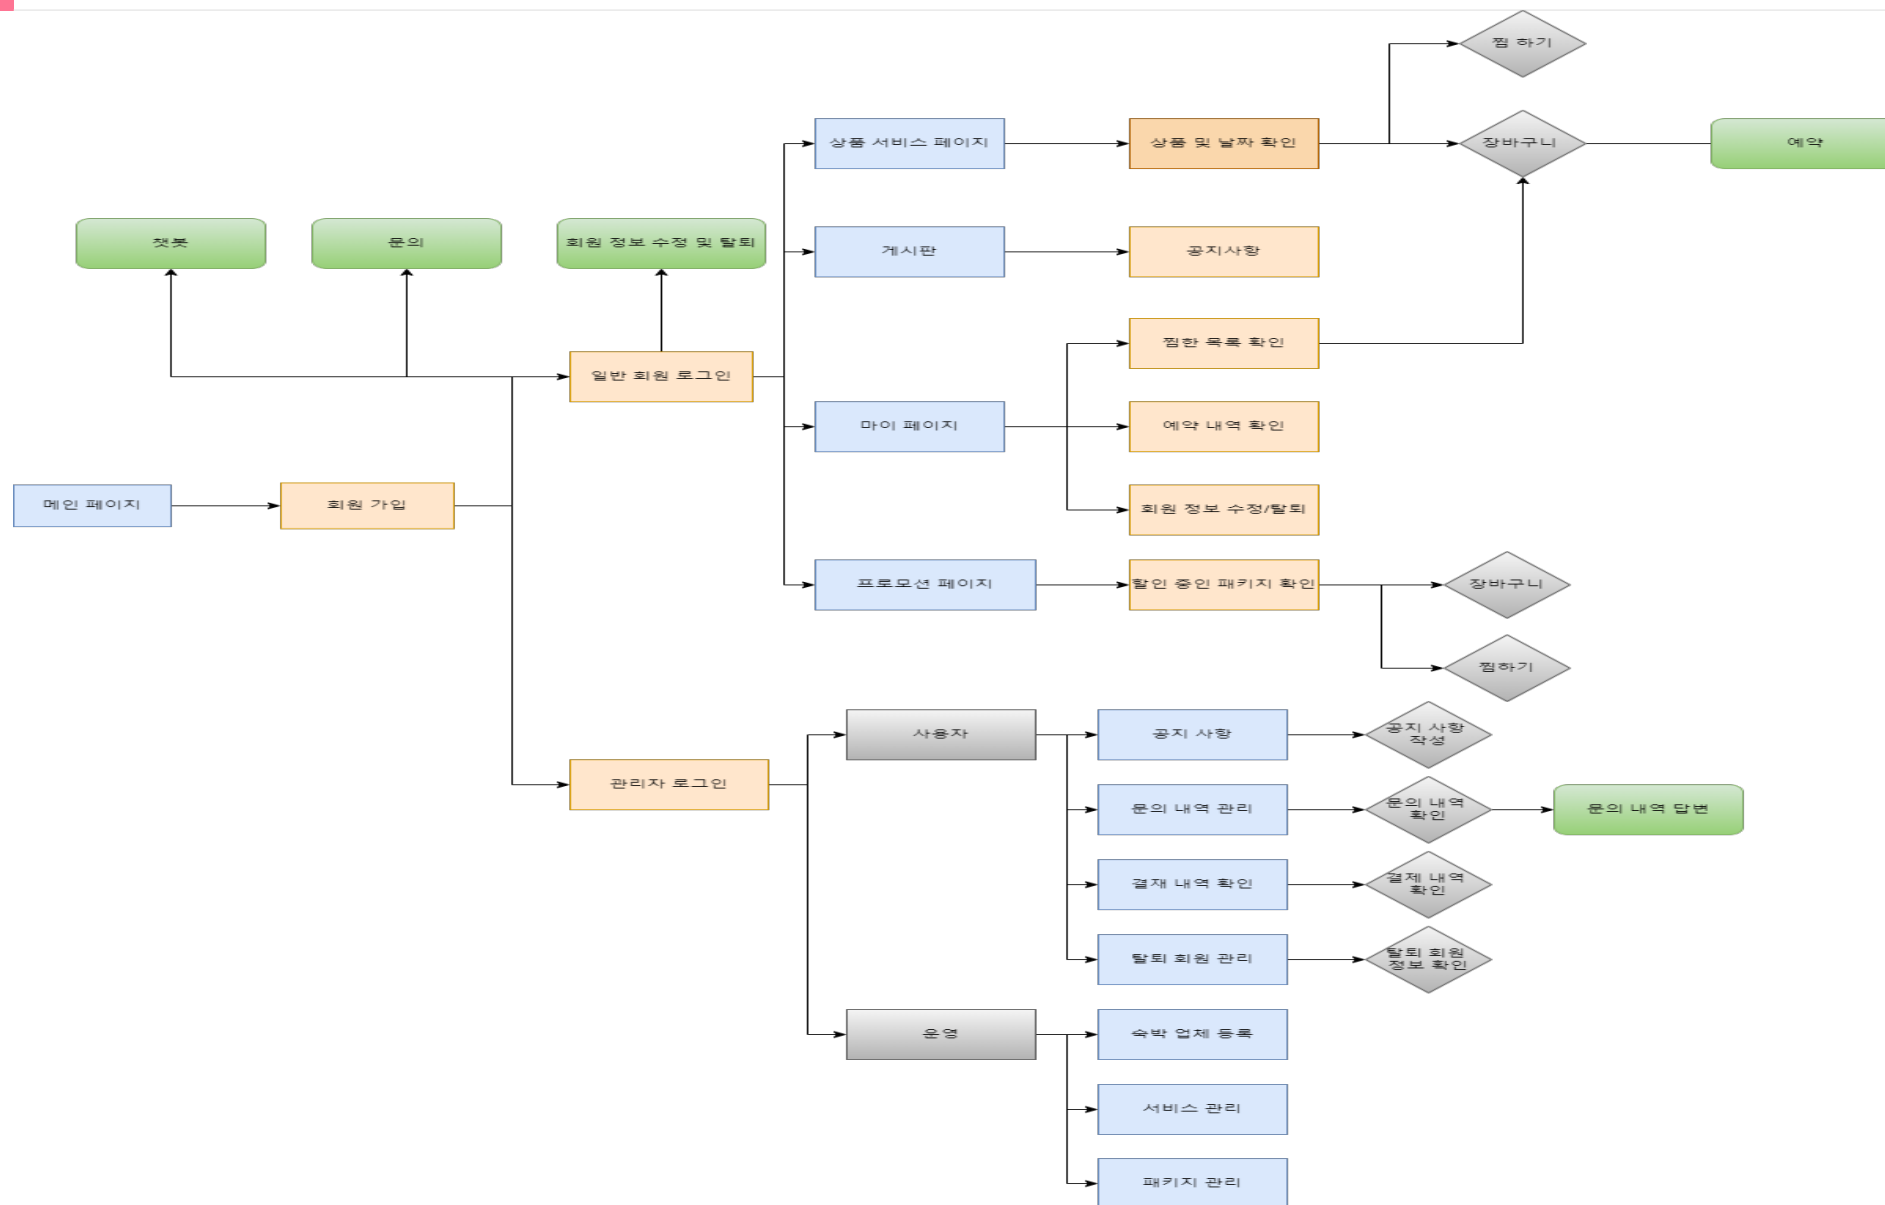 찜 하기
상품 서비스 페이지
상품 및 날짜 확인
장바구니
예약
챗봇
문의
회원 정보 수정 및 탈퇴
게시판
공지사항
찜한 목록 확인
일반 회원 로그인
마이 페이지
예약 내역 확인
메인 페이지
회원 가입
회원 정보 수정/탈퇴
프로모션 페이지
할인 중인 패키지 확인
장바구니
찜하기
사용자
공지 사항
공지 사항
작성
관리자 로그인
문의 내역 관리
문의 내역
확인
문의 내역 답변
결재 내역 확인
결제 내역
확인
탈퇴 회원 관리
탈퇴 회원
정보 확인
운영
숙박 업체 등록
서비스 관리
패키지 관리